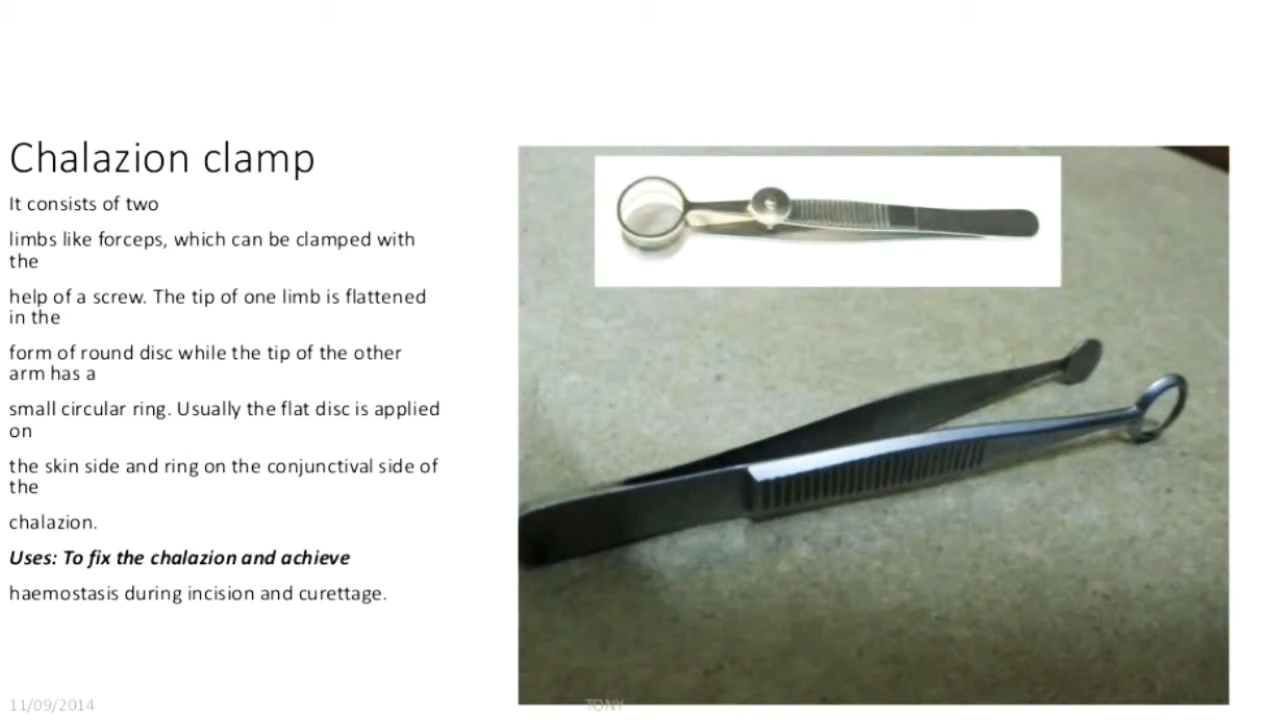 Chalazion clamp
It consists of two
limbs like forceps, which can be clamped with
the
help of a screw. The tip of one limb is flattened
in the
form of round disc while the tip of the other
arm has a
small circular ring. Usually the flat disc is applied
on
the skin side and ring on the conjunctival side of
the
chalazion.
Uses: To fix the chalazion and achieve
haemostasis during incision and curettage.
11/09/2014
TONY